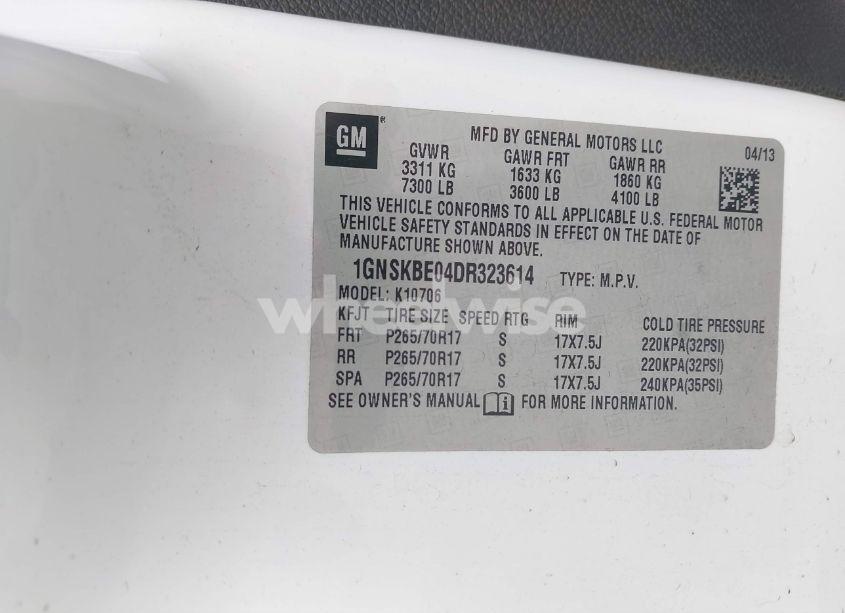 GM ®
MFD BY GENERAL MOTORS LLC
04/13
GVWR GAWR FRT GAWR RR
3311 KG 1633 KG 1860 KG
7300 LB 3600 LB 4100 LB
THIS VEHICLE CONFORMS TO ALL APPLICABLE U.S. FEDERAL MOTOR
VEHICLE SAFETY STANDARDS IN EFFECT ON THE DATE OF
MANUFACTURE SHOWN ABOVE.
1GNSKBE04DR323614 TYPE: M.P.V.
MODEL: K10706
wheelwise
KFJT TIRE SIZE SPEED RTG RIM COLD TIRE PRESSURE
FRT P265/70R17 S 17X7.5J 220KPA(32PSI)
RR P265/70R17 S 17X7.5J 220KPA(32PSI)
SPA P265/70R17 S 17X7.5J 240KPA(35PSI)
SEE OWNER'S MANUAL i FOR MORE INFORMATION.